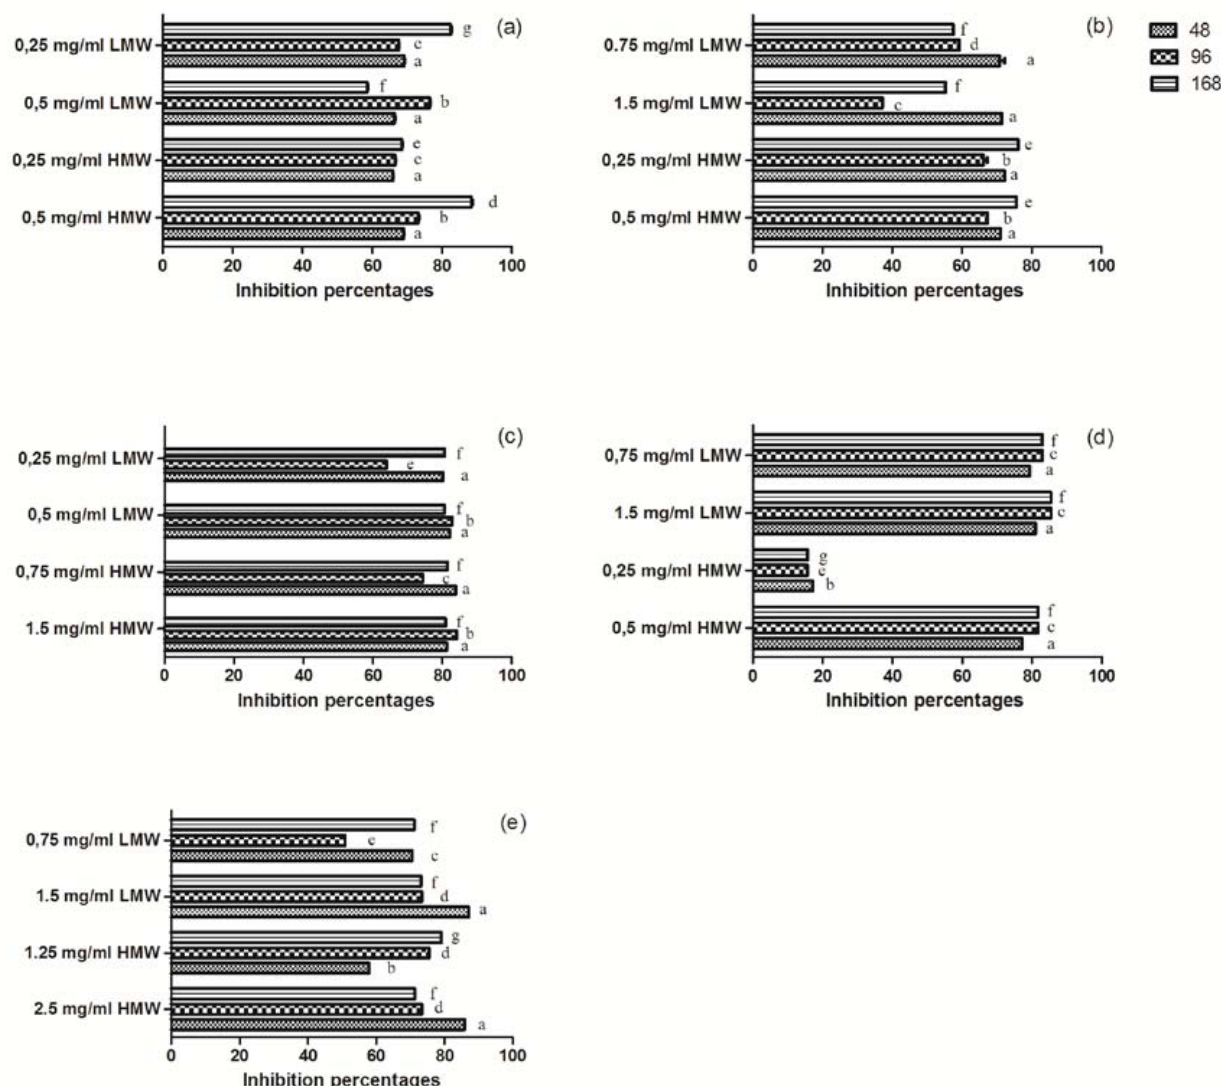 (a)
0,25 mg/ml LMW
g
c
a
0,5 mg/ml LMW
f
b
a
0,25 mg/ml HMW
e
c
a
0,5 mg/ml HMW
d
b
a
0 20 40 60 80 100
Inhibition percentages
(b)
0.75 mg/ml LMW
f
d
a
1.5 mg/ml LMW
f
c
a
0,25 mg/ml HMW
e
b
a
0,5 mg/ml HMW
e
b
a
0 20 40 60 80 100
Inhibition percentages
48
96
168
(c)
0,25 mg/ml LMW
f
e
a
0,5 mg/ml LMW
f
b
a
0,75 mg/ml HMW
f
c
a
1.5 mg/ml HMW
f
b
a
0 20 40 60 80 100
Inhibition percentages
(d)
0,75 mg/ml LMW
f
c
a
1.5 mg/ml LMW
f
c
a
0,25 mg/ml HMW
g
e
b
0,5 mg/ml HMW
f
c
a
0 20 40 60 80 100
Inhibition percentages
(e)
0,75 mg/ml LMW
f
e
c
1.5 mg/ml LMW
f
d
a
1.25 mg/ml HMW
g
d
b
2.5 mg/ml HMW
f
d
a
0 20 40 60 80 100
Inhibition percentages